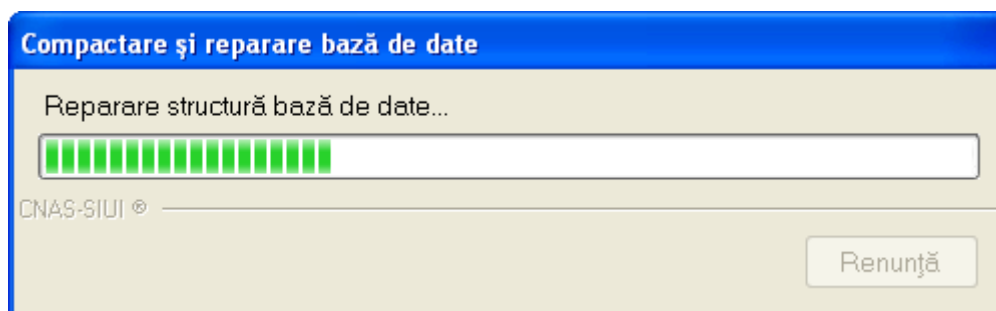 Compactare şi reparare bază de date
Reparare structură bază de date...
CNAS-SIUI ®
Renunţă